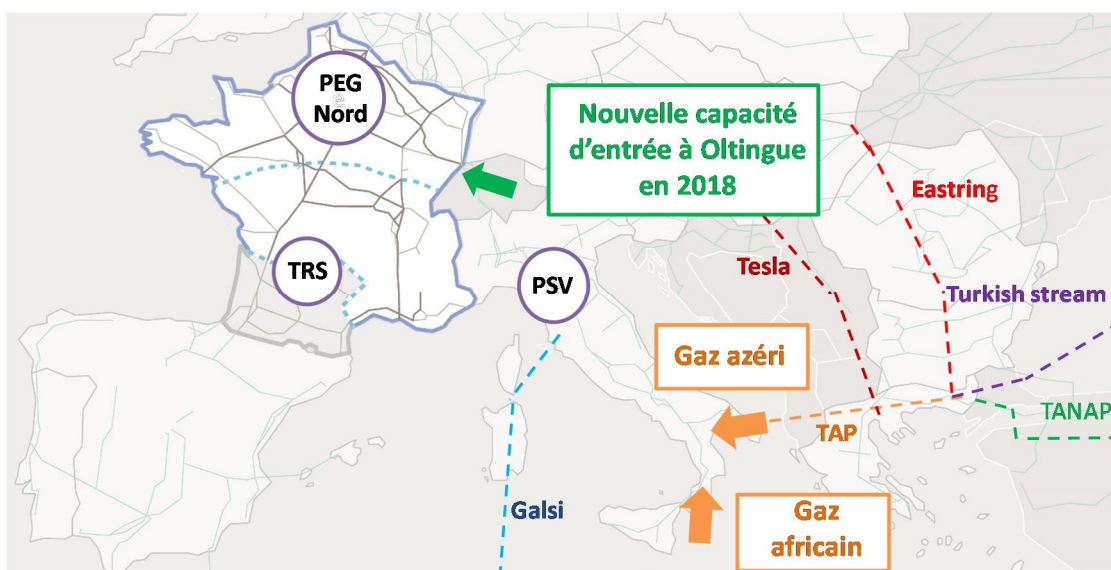 PEG
Nord
Nouvelle capacité
d'entrée à Oltingue
en 2018
Eastring
TRS
PSV
Tesla
Turkish stream
Gaz azéri
TANAP
TAP
Galsi
Gaz
africain